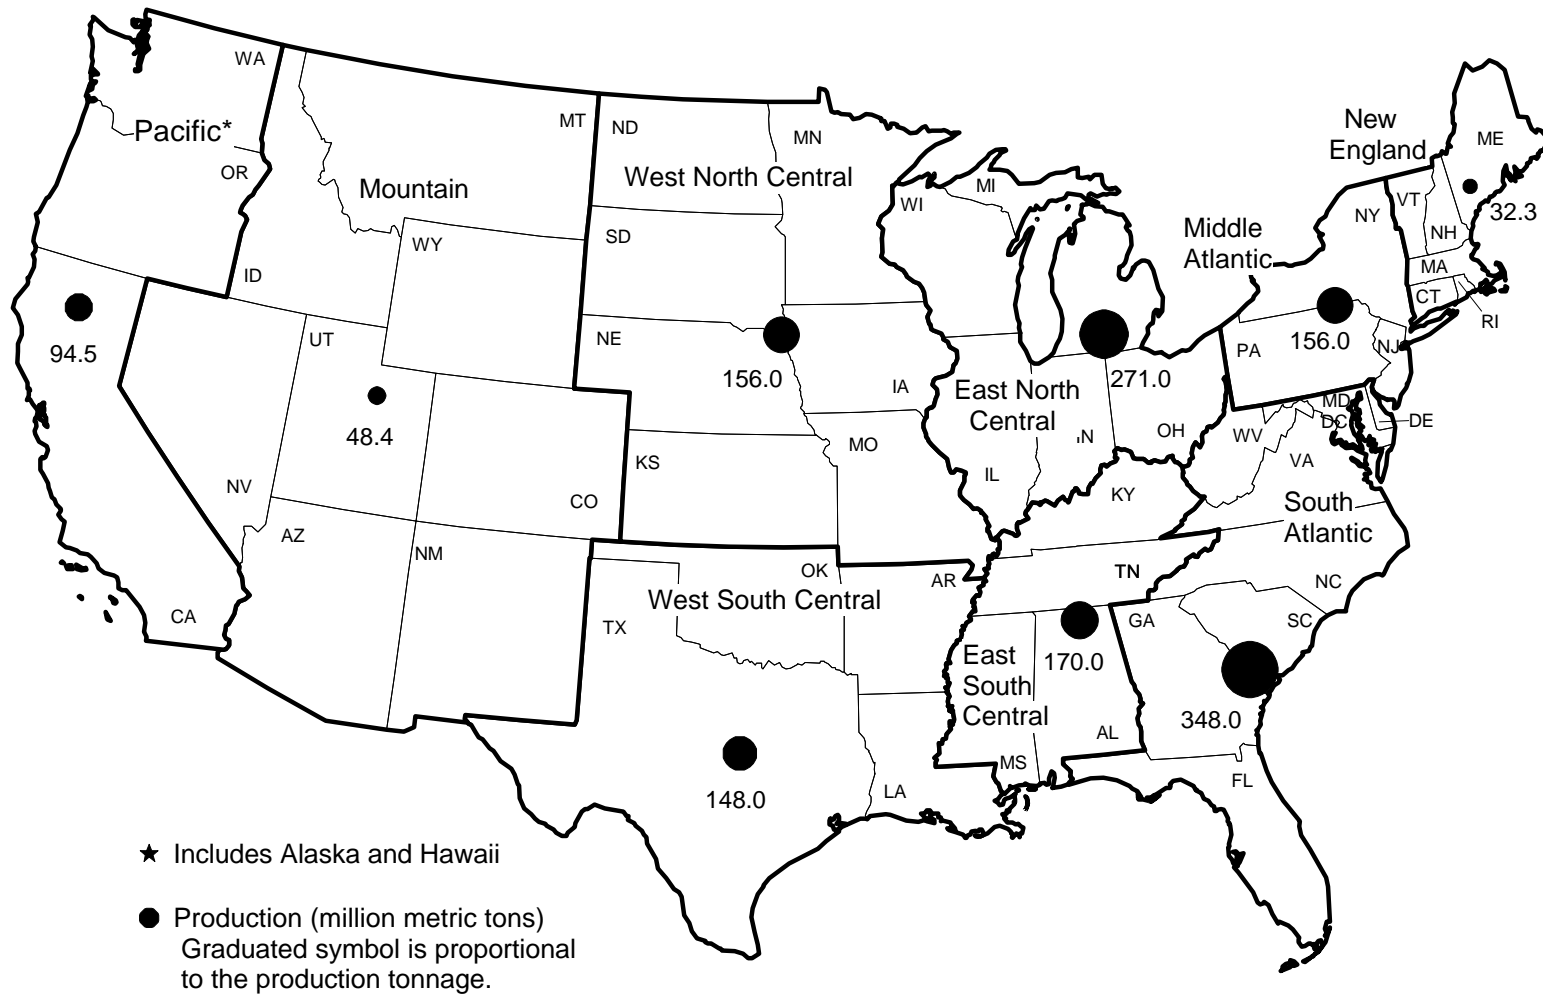 WA
Pacific*
OR
MT
Mountain
ID
WY
ND
MN
West North Central
SD
NE
IA
156.0
KS
MO
94.5
UT
48.4
NV
CO
AZ
NM
CA
MI
WI
East North
Central
271.0
IL
IN
OH
New
England
ME
32.3
VT
NH
MA
CT
RI
NY
Middle
Atlantic
PA
156.0
NJ
MD
DC
DE
WV
VA
KY
South
Atlantic
TN
NC
SC
GA
348.0
FL
OK
AR
West South Central
TX
148.0
LA
East
South
Central
170.0
AL
MS
★ Includes Alaska and Hawaii
● Production (million metric tons)
Graduated symbol is proportional
to the production tonnage.